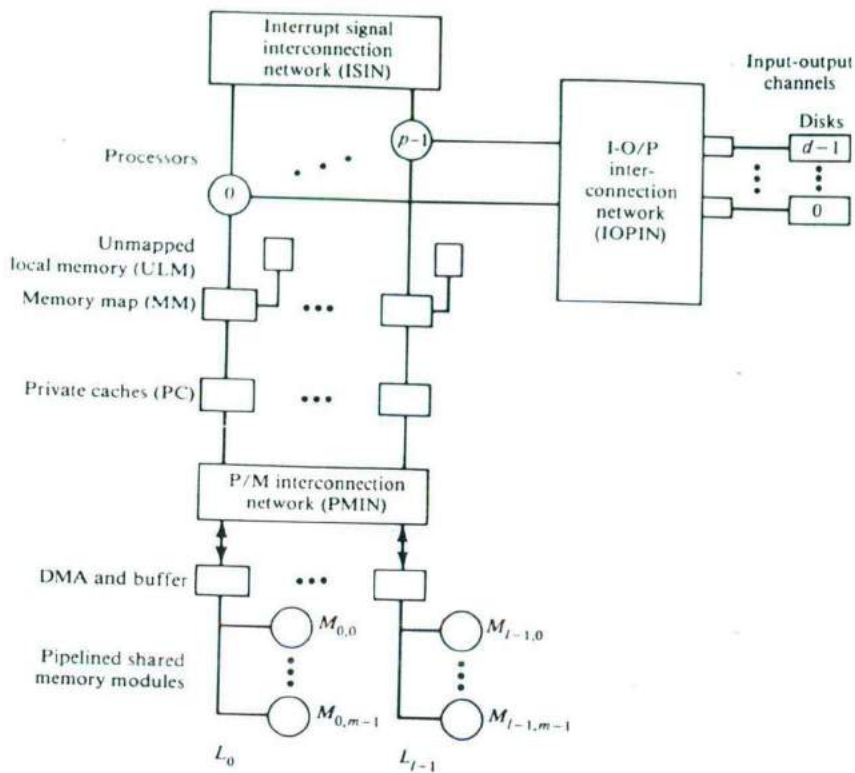 Interrupt signal
interconnection
network (ISIN)
Input-output
channels
Disks
Processors
p–1
0
I-O/P
inter-
connection
network
(IOPIN)
d–1
0
Unmapped
local memory (ULM)
Memory map (MM)
Private caches (PC)
P/M interconnection
network (PMIN)
DMA and buffer
Pipelined shared
memory modules
M0,0
Ml–1,0
M0,m–1
Ml–1,m–1
L0
Ll–1